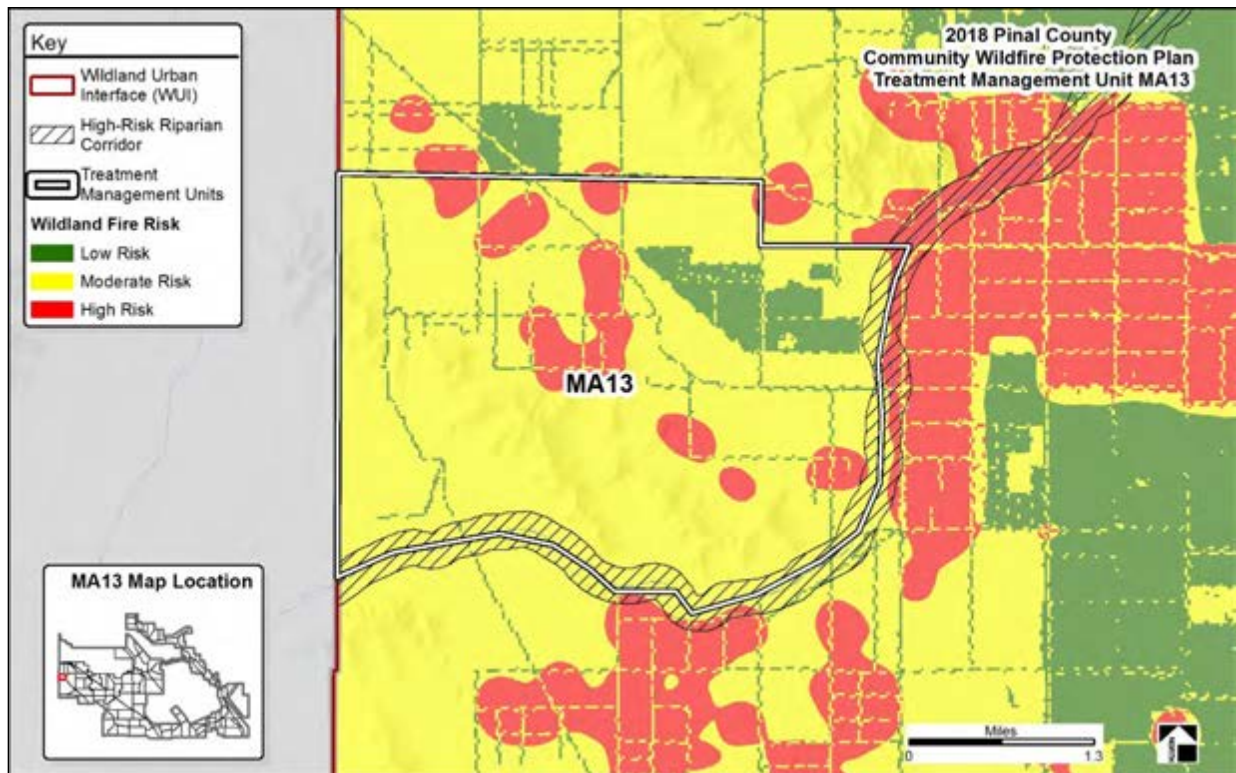 Key
Wildland Urban
Interface (WUI)
High-Risk Riparian
Corridor
Treatment
Management Units
Wildland Fire Risk
Low Risk
Moderate Risk
High Risk
2018 Pinal County
Community Wildfire Protection Plan
Treatment Management Unit MA13
MA13
MA13 Map Location
Miles
0
1.3